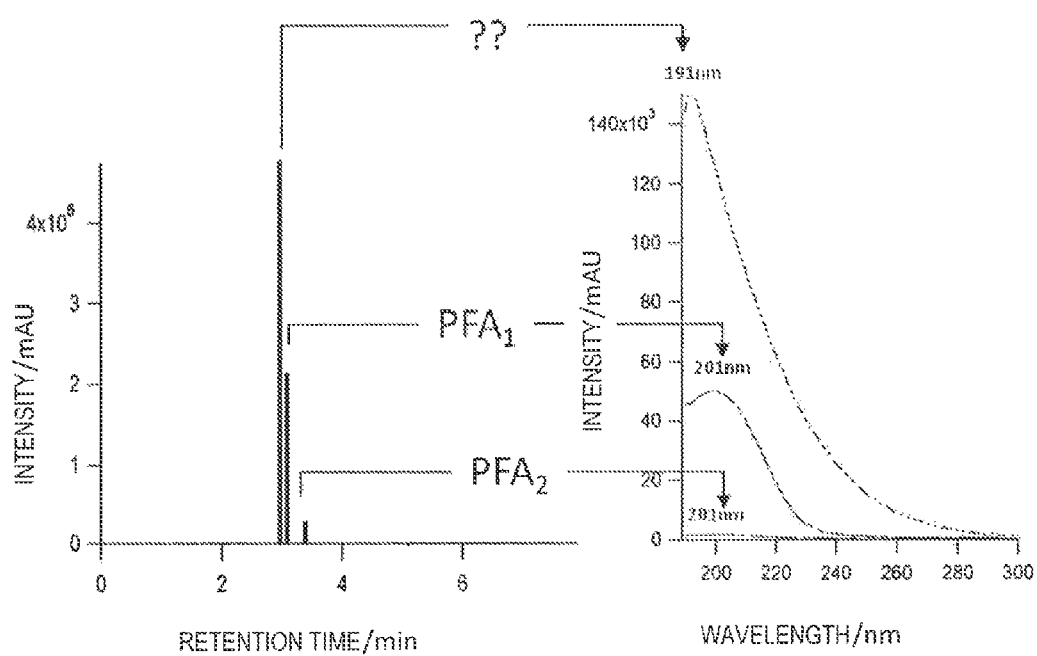 ??
191nm
140x10³
120
100
80
60
40
20
0
INTENSITY/mAU
4x10⁶
3
2
1
0
INTENSITY/mAU
PFA₁
201nm
PFA₂
201nm
0 2 4 6
RETENTION TIME/min
200 220 240 260 280 300
WAVELENGTH/nm